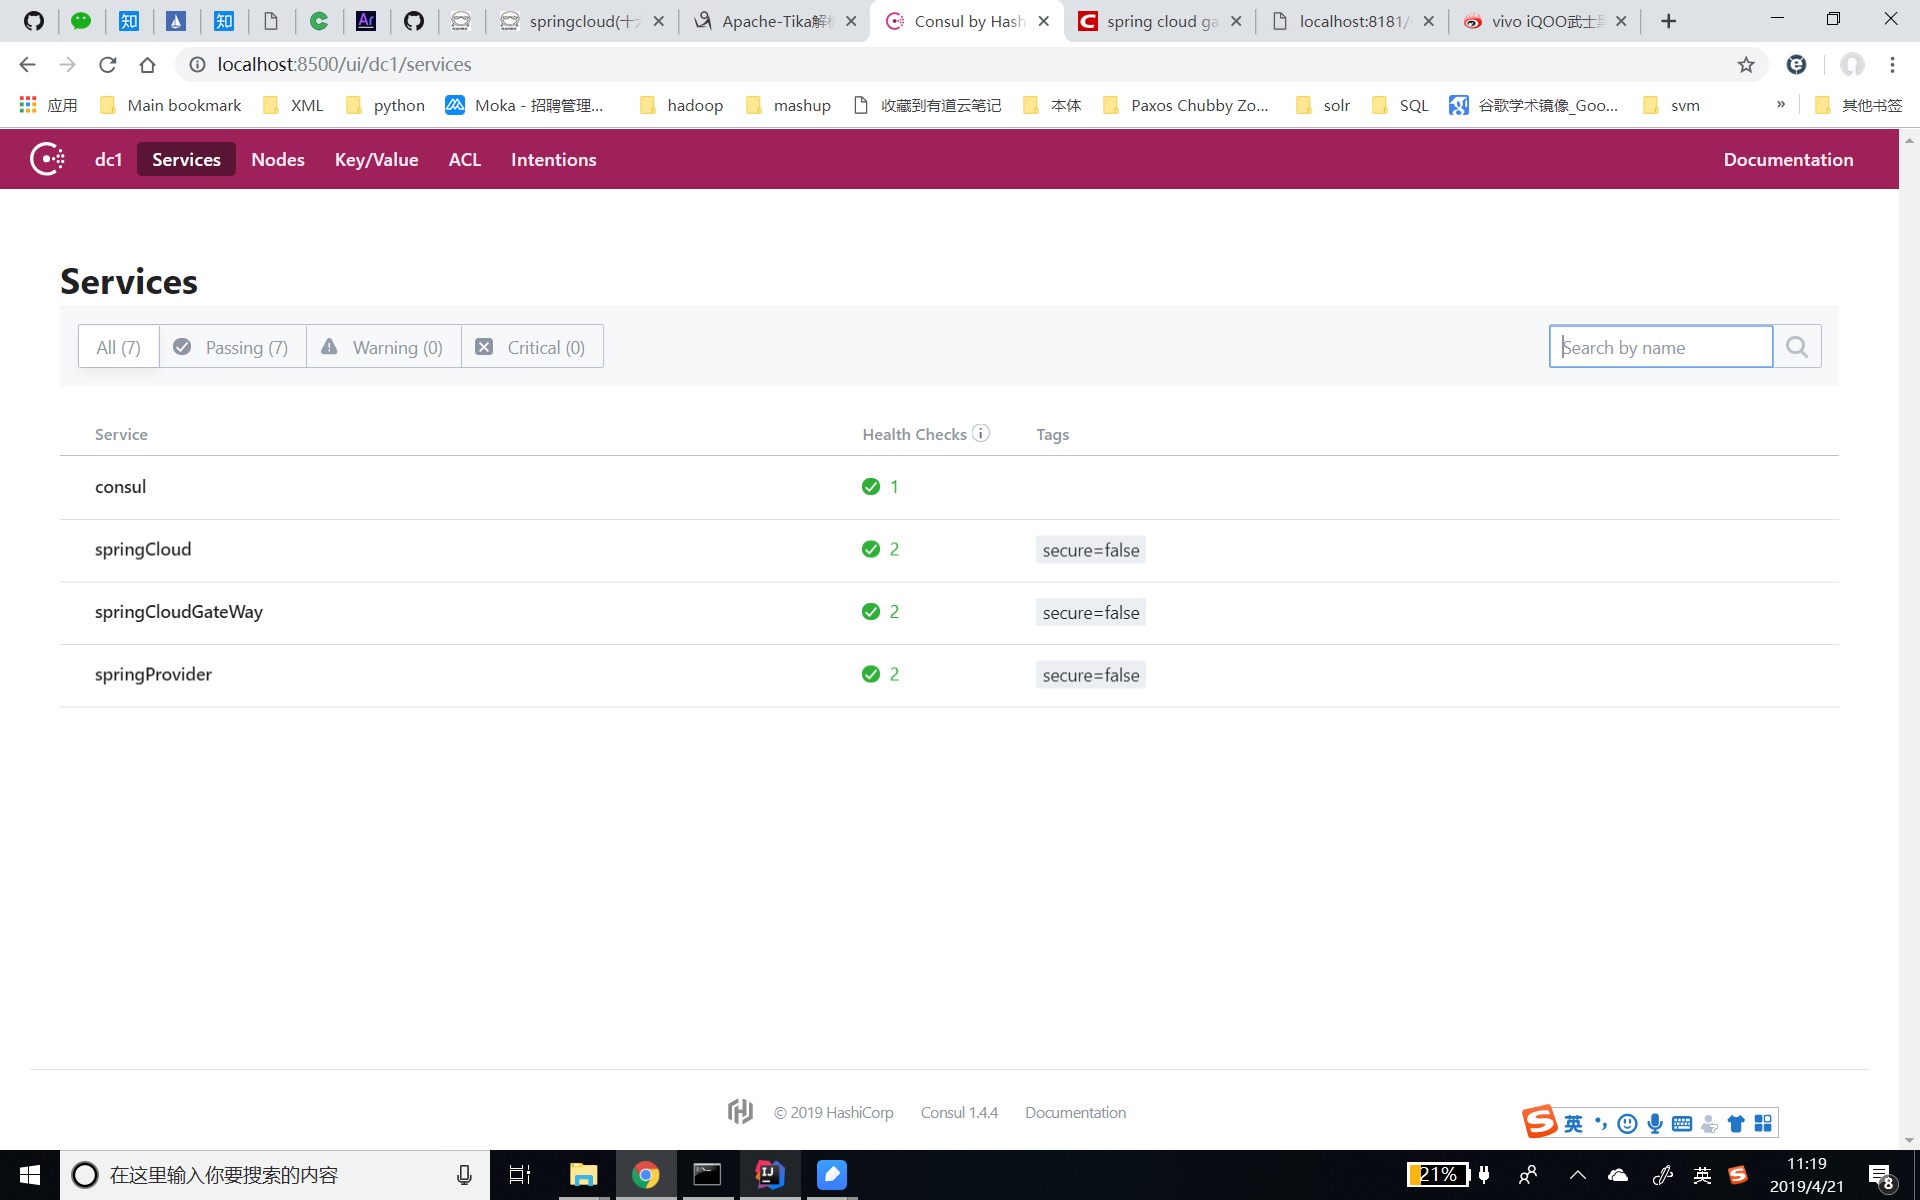 知
知
Ar
springcloud(十
Apache-Tika解
Consul by Hash
spring cloud ga
localhost:8181/
vivo iQOO武士
localhost:8500/ui/dc1/services
应用
Main bookmark
XML
python
Moka - 招聘管理...
hadoop
mashup
收藏到有道云笔记
本体
Paxos Chubby Zo...
solr
SQL
谷歌学术镜像_Goo...
svm
»
其他书签
dc1
Services
Nodes
Key/Value
ACL
Intentions
Documentation
Services
All (7)
Passing (7)
Warning (0)
Critical (0)
Search by name
Service
Health Checks
Tags
consul
1
springCloud
2
secure=false
springCloudGateWay
2
secure=false
springProvider
2
secure=false
© 2019 HashiCorp
Consul 1.4.4
Documentation
英
在这里输入你要搜索的内容
21%
英
11:19
2019/4/21
8